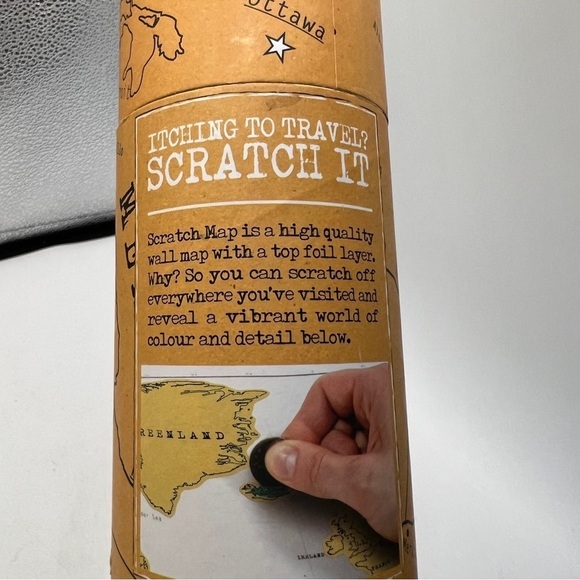 Ottawa
ITCHING TO TRAVEL?
SCRATCH IT
Scratch Map is a high quality
wall map with a top foil layer.
Why? So you can scratch off
everywhere you've visited and
reveal a vibrant world of
colour and detail below.
REENLAND